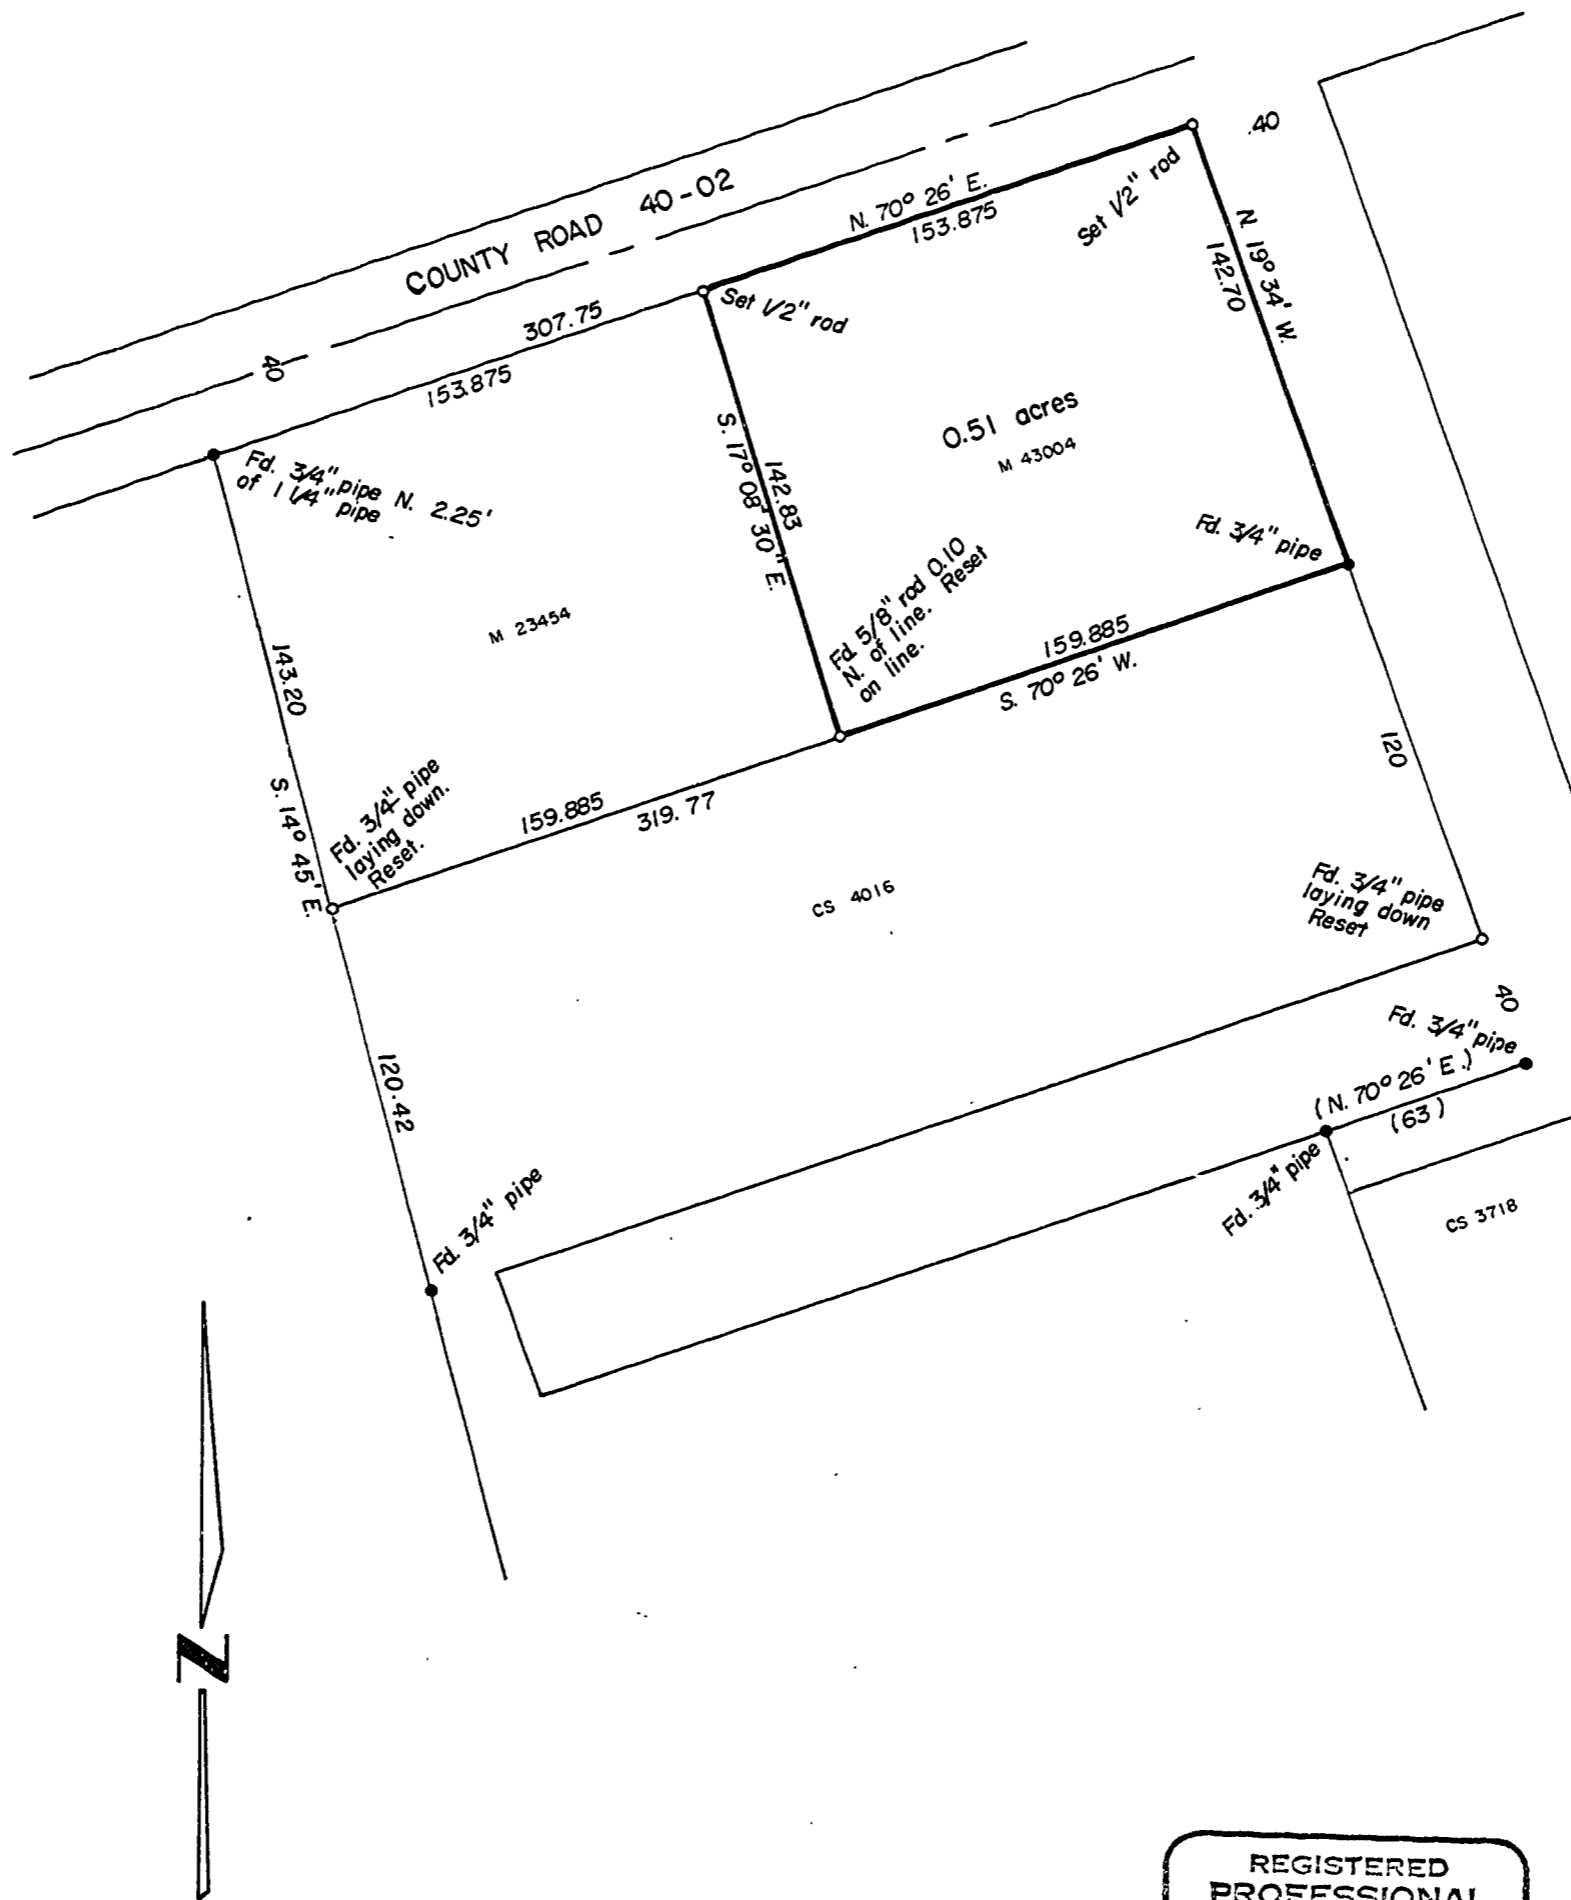 COUNTY ROAD 40-02
40
.40
N. 70° 26' E.
153.875
Set 1/2" rod
N. 19° 34' W.
142.70
307.75
153.875
40
Set 1/2" rod
0.51 acres
M 43004
S. 17° 08' 30" E.
142.83
Fd. 3/4" pipe N. 2.25'
of 1 1/4" pipe
Fd. 3/4" pipe
Fd. 5/8" rod 0.10
N. of line. Reset
on line.
M 23454
159.885
S. 70° 26' W.
143.20
S. 14° 45' E.
Fd. 3/4" pipe
laying down.
Reset.
159.885
319.77
120
CS 4016
Fd. 3/4" pipe
laying down
Reset
40
Fd. 3/4" pipe
(N. 70° 26' E.)
(63)
120.42
Fd. 3/4" pipe
Fd. 3/4" pipe
CS 3718
N
REGISTERED
PROFESSIONAL